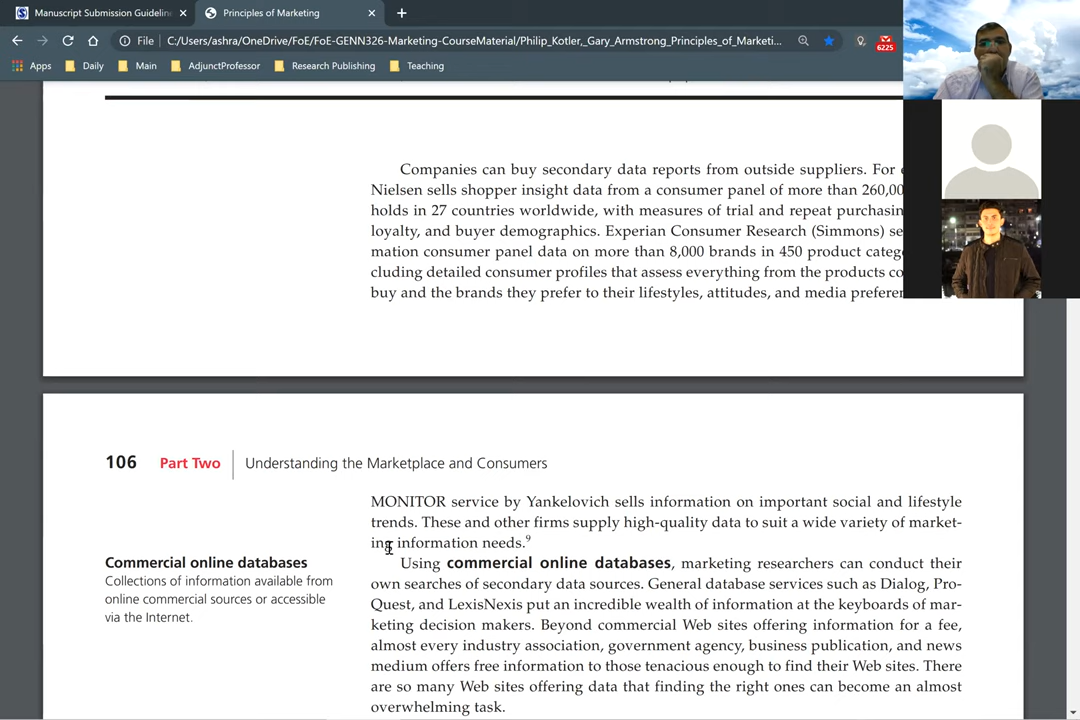 Manuscript Submission Guidelin
Principles of Marketing
File
C:/Users/ashra/OneDrive/FoE/FoE-GENN326-Marketing-CourseMaterial/Philip_Kotler,_Gary_Armstrong_Principles_of_Marketi...
6225
Apps
Daily
Main
AdjunctProfessor
Research Publishing
Teaching
Companies can buy secondary data reports from outside suppliers. For
Nielsen sells shopper insight data from a consumer panel of more than 260,00
holds in 27 countries worldwide, with measures of trial and repeat purchasin
loyalty, and buyer demographics. Experian Consumer Research (Simmons) se
mation consumer panel data on more than 8,000 brands in 450 product catego
cluding detailed consumer profiles that assess everything from the products co
buy and the brands they prefer to their lifestyles, attitudes, and media preferen
106 Part Two Understanding the Marketplace and Consumers
MONITOR service by Yankelovich sells information on important social and lifestyle
trends. These and other firms supply high-quality data to suit a wide variety of market-
ing information needs.9
Commercial online databases
Collections of information available from
online commercial sources or accessible
via the Internet.
Using commercial online databases, marketing researchers can conduct their
own searches of secondary data sources. General database services such as Dialog, Pro-
Quest, and LexisNexis put an incredible wealth of information at the keyboards of mar-
keting decision makers. Beyond commercial Web sites offering information for a fee,
almost every industry association, government agency, business publication, and news
medium offers free information to those tenacious enough to find their Web sites. There
are so many Web sites offering data that finding the right ones can become an almost
overwhelming task.